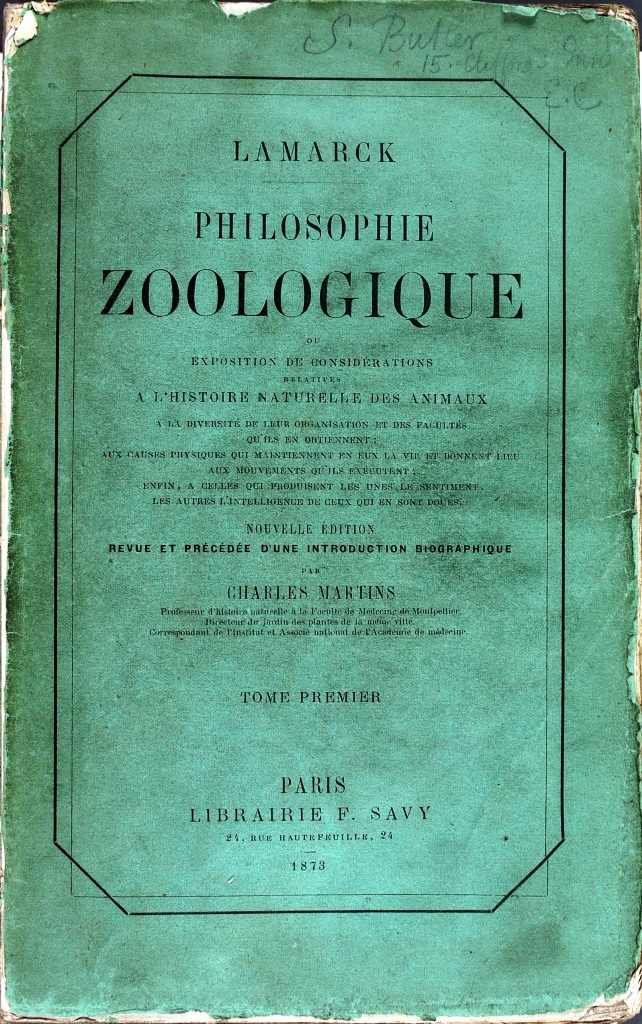 S. Butler
15. Clifford's Inn
E.C
LAMARCK
PHILOSOPHIE
ZOOLOGIQUE
OU
EXPOSITION DE CONSIDÉRATIONS
RELATIVES
A L'HISTOIRE NATURELLE DES ANIMAUX
A LA DIVERSITÉ DE LEUR ORGANISATION ET DES FACULTÉS
QU'ILS EN OBTIENNENT;
AUX CAUSES PHYSIQUES QUI MAINTIENNENT EN EUX LA VIE ET DONNENT LIEU
AUX MOUVEMENTS QU'ILS EXÉCUTENT;
ENFIN, A CELLES QUI PRODUISENT LES UNES LE SENTIMENT,
LES AUTRES L'INTELLIGENCE DE CEUX QUI EN SONT DOUÉS.
NOUVELLE ÉDITION
REVUE ET PRÉCÉDÉE D'UNE INTRODUCTION BIOGRAPHIQUE
PAR
CHARLES MARTINS
Professeur d'histoire naturelle à la Faculté de Médecine de Montpellier,
Directeur du jardin des plantes de la même ville,
Correspondant de l'Institut et Associé national de l'Académie de médecine.
TOME PREMIER
PARIS
LIBRAIRIE F. SAVY
24, RUE HAUTEFEUILLE, 24
1873